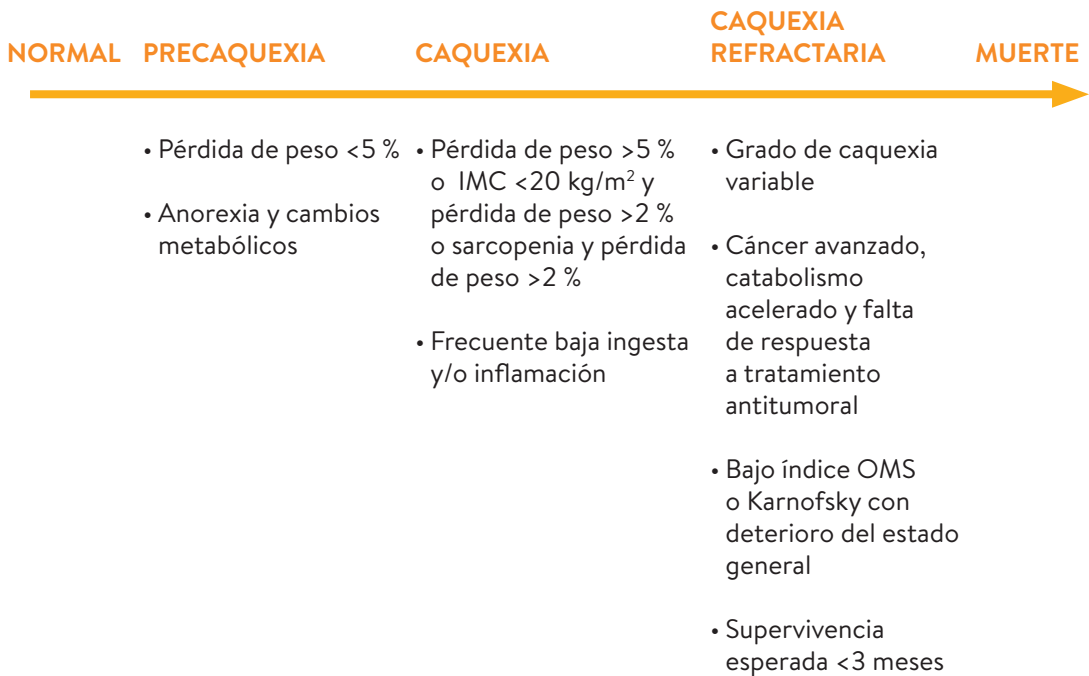 NORMAL
PRECAQUEXIA
CAQUEXIA
CAQUEXIA
REFRACTARIA
MUERTE
• Pérdida de peso <5 %
• Anorexia y cambios
metabólicos
• Pérdida de peso >5 %
o IMC <20 kg/m² y
pérdida de peso >2 %
o sarcopenia y pérdida
de peso >2 %
• Frecuente baja ingesta
y/o inflamación
• Grado de caquexia
variable
• Cáncer avanzado,
catabolismo
acelerado y falta
de respuesta
a tratamiento
antitumoral
• Bajo índice OMS
o Karnofsky con
deterioro del estado
general
• Supervivencia
esperada <3 meses